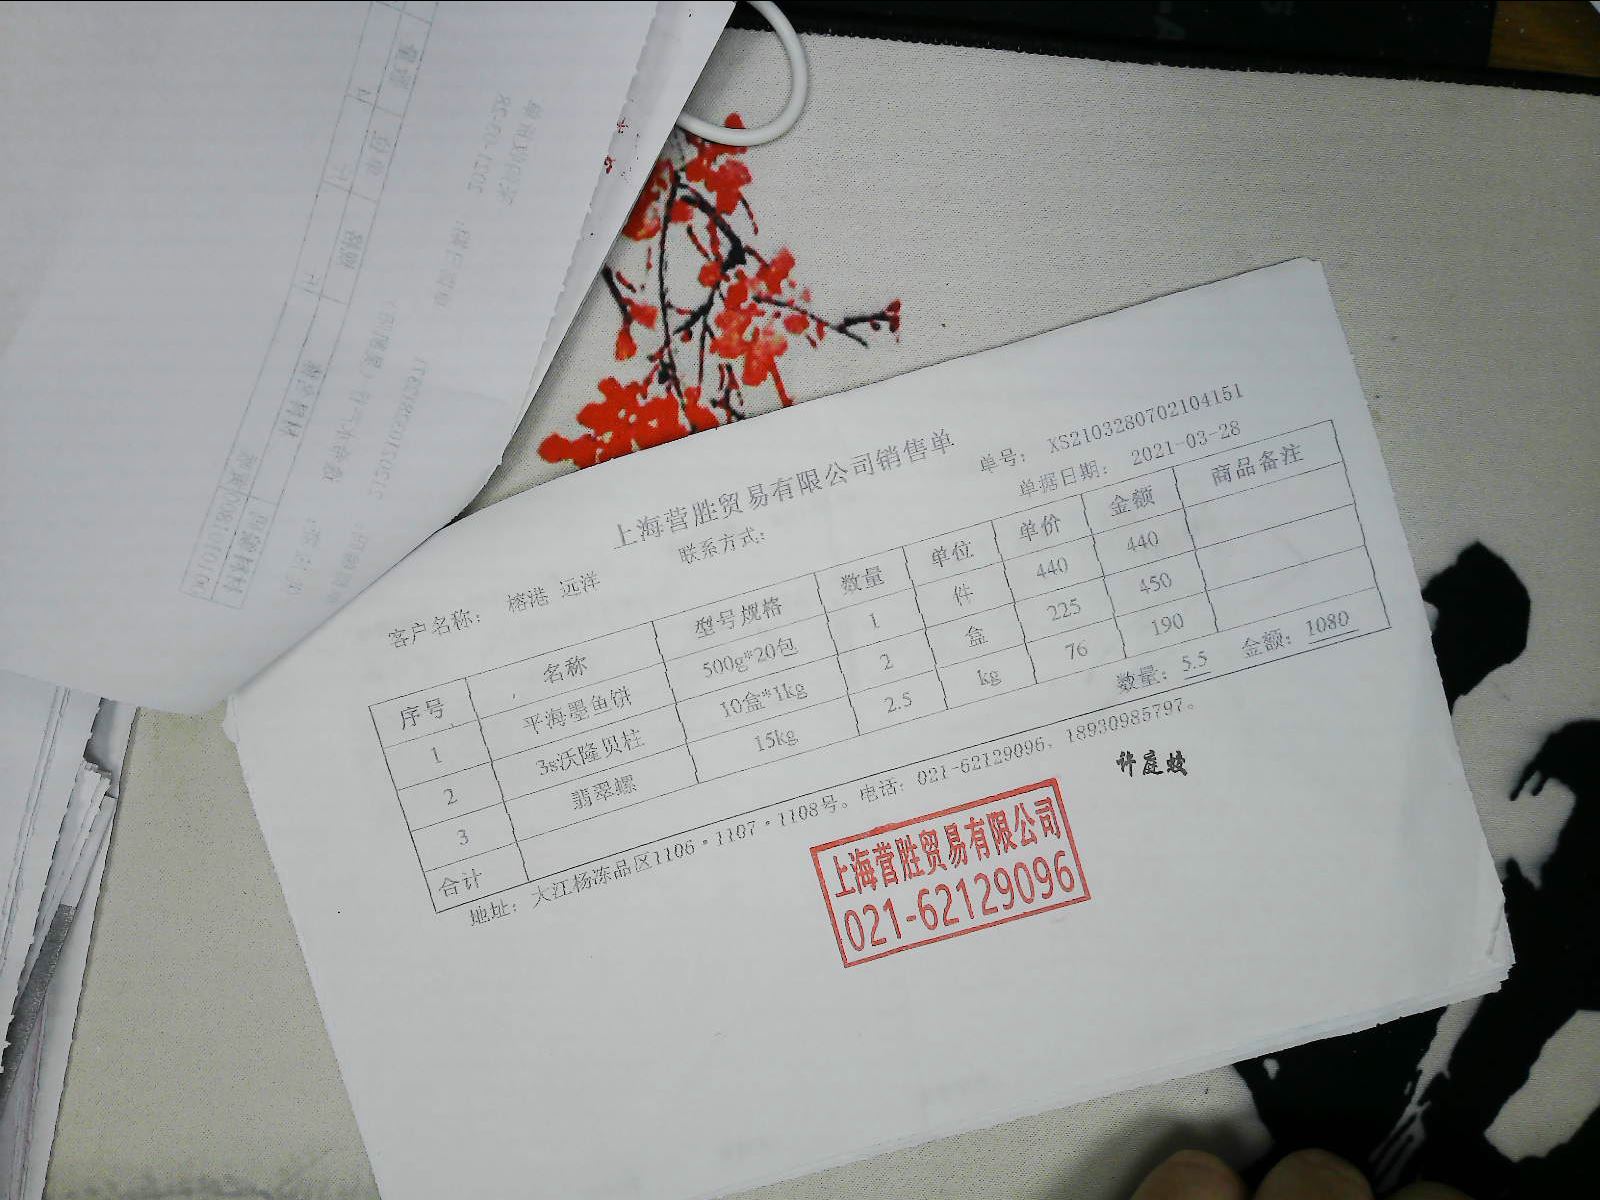 上海营胜贸易有限公司销售单
单号： XS2103280702104151
联系方式：
单据日期： 2021-03-28
客户名称： 榕港 远洋
序号 名称 型号规格 数量 单位 单价 金额 商品备注
1 平海墨鱼饼 500g*20包 1 件 440 440
2 3s沃隆贝柱 10盒*1kg 2 盒 225 450
3 翡翠螺 15kg 2.5 kg 76 190
合计 数量： 5.5 金额： 1080
地址： 大江杨冻品区1106·1107·1108号。电话：021-62129096，18930985797。
许庭蛟
上海营胜贸易有限公司
021-62129096